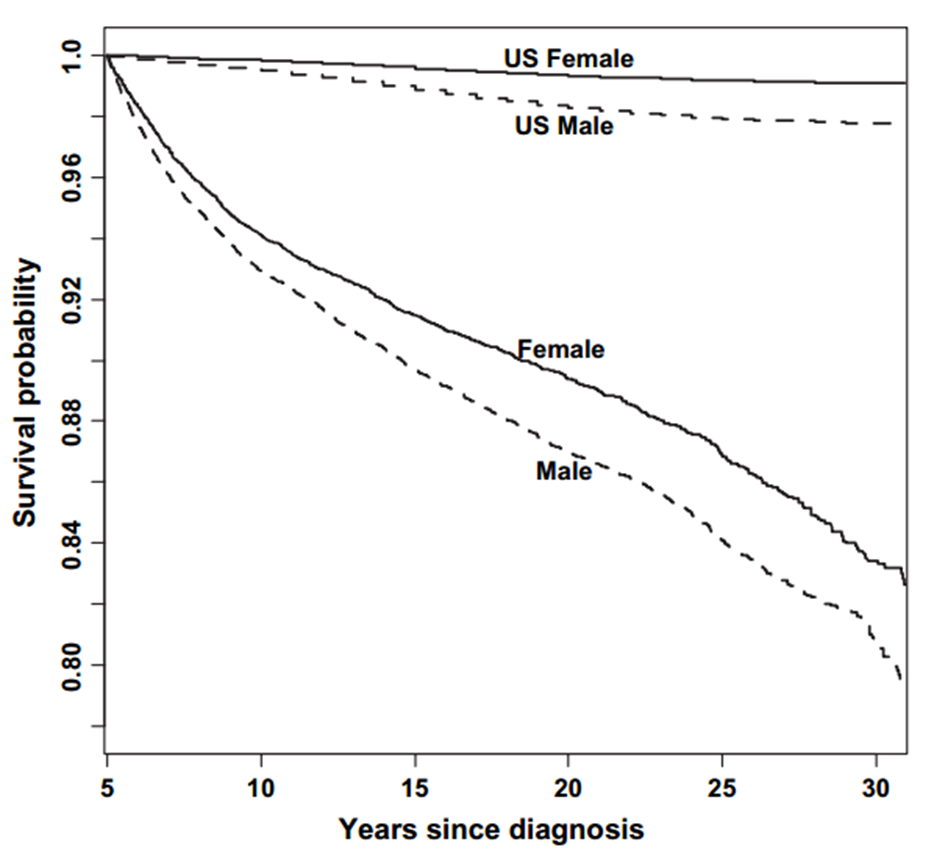 US Female
US Male
Female
Male
Survival probability
1.0
0.96
0.92
0.88
0.84
0.80
5 10 15 20 25 30
Years since diagnosis